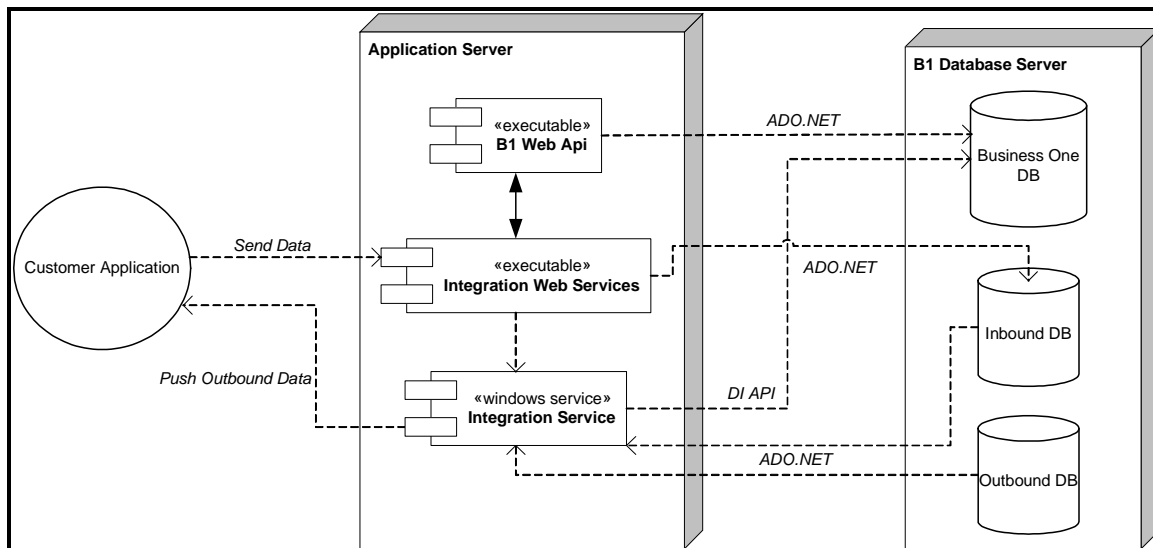 Application Server
B1 Database Server
«executable»
B1 Web Api
ADO.NET
Business One
DB
Send Data
Customer Application
«executable»
Integration Web Services
ADO.NET
Inbound DB
Push Outbound Data
«windows service»
Integration Service
DI API
ADO.NET
Outbound DB